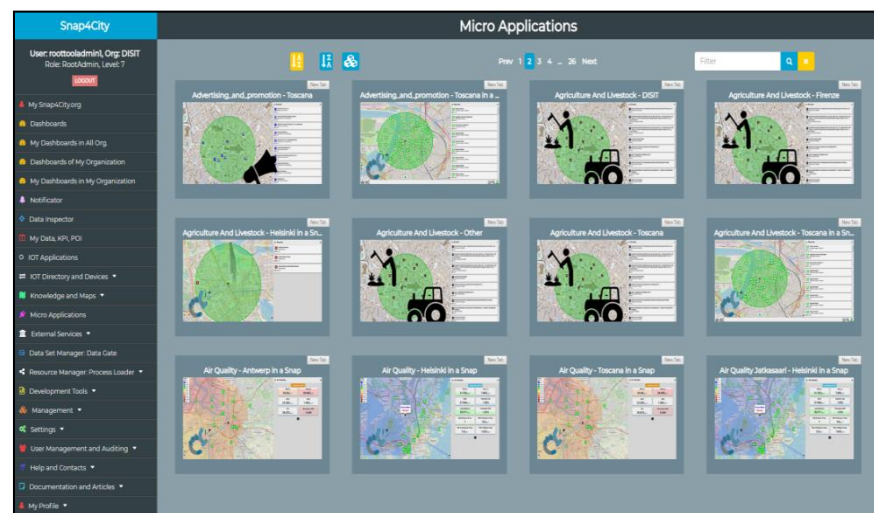 Snap4City
Micro Applications
User: roottooladmin1, Org: DISIT
Role: RootAdmin, Level: 7
LOGOUT
Prev 1 2 3 4 ... 26 Next
Filter
My Snap4City.org
Dashboards
My Dashboards in All Org.
Dashboards of My Organization
My Dashboards in My Organization
Notificator
Data Inspector
My Data, KPI, POI
IOT Applications
IOT Directory and Devices
Knowledge and Maps
Micro Applications
External Services
Data Set Manager: Data Gate
Resource Manager: Process Loader
Development Tools
Management
Settings
User Management and Auditing
Help and Contacts
Documentation and Articles
My Profile
New Tab
Advertising_and_promotion - Toscana
New Tab
Advertising_and_promotion - Toscana in a ...
New Tab
Agriculture And Livestock - DISIT
New Tab
Agriculture And Livestock - Firenze
New Tab
Agriculture And Livestock - Helsinki in a Sn...
New Tab
Agriculture And Livestock - Other
New Tab
Agriculture And Livestock - Toscana
New Tab
Agriculture And Livestock - Toscana in a Sn...
New Tab
Air Quality - Antwerp in a Snap
New Tab
Air Quality - Helsinki in a Snap
New Tab
Air Quality - Toscana in a Snap
New Tab
Air Quality Jatkasaari - Helsinki in a Snap